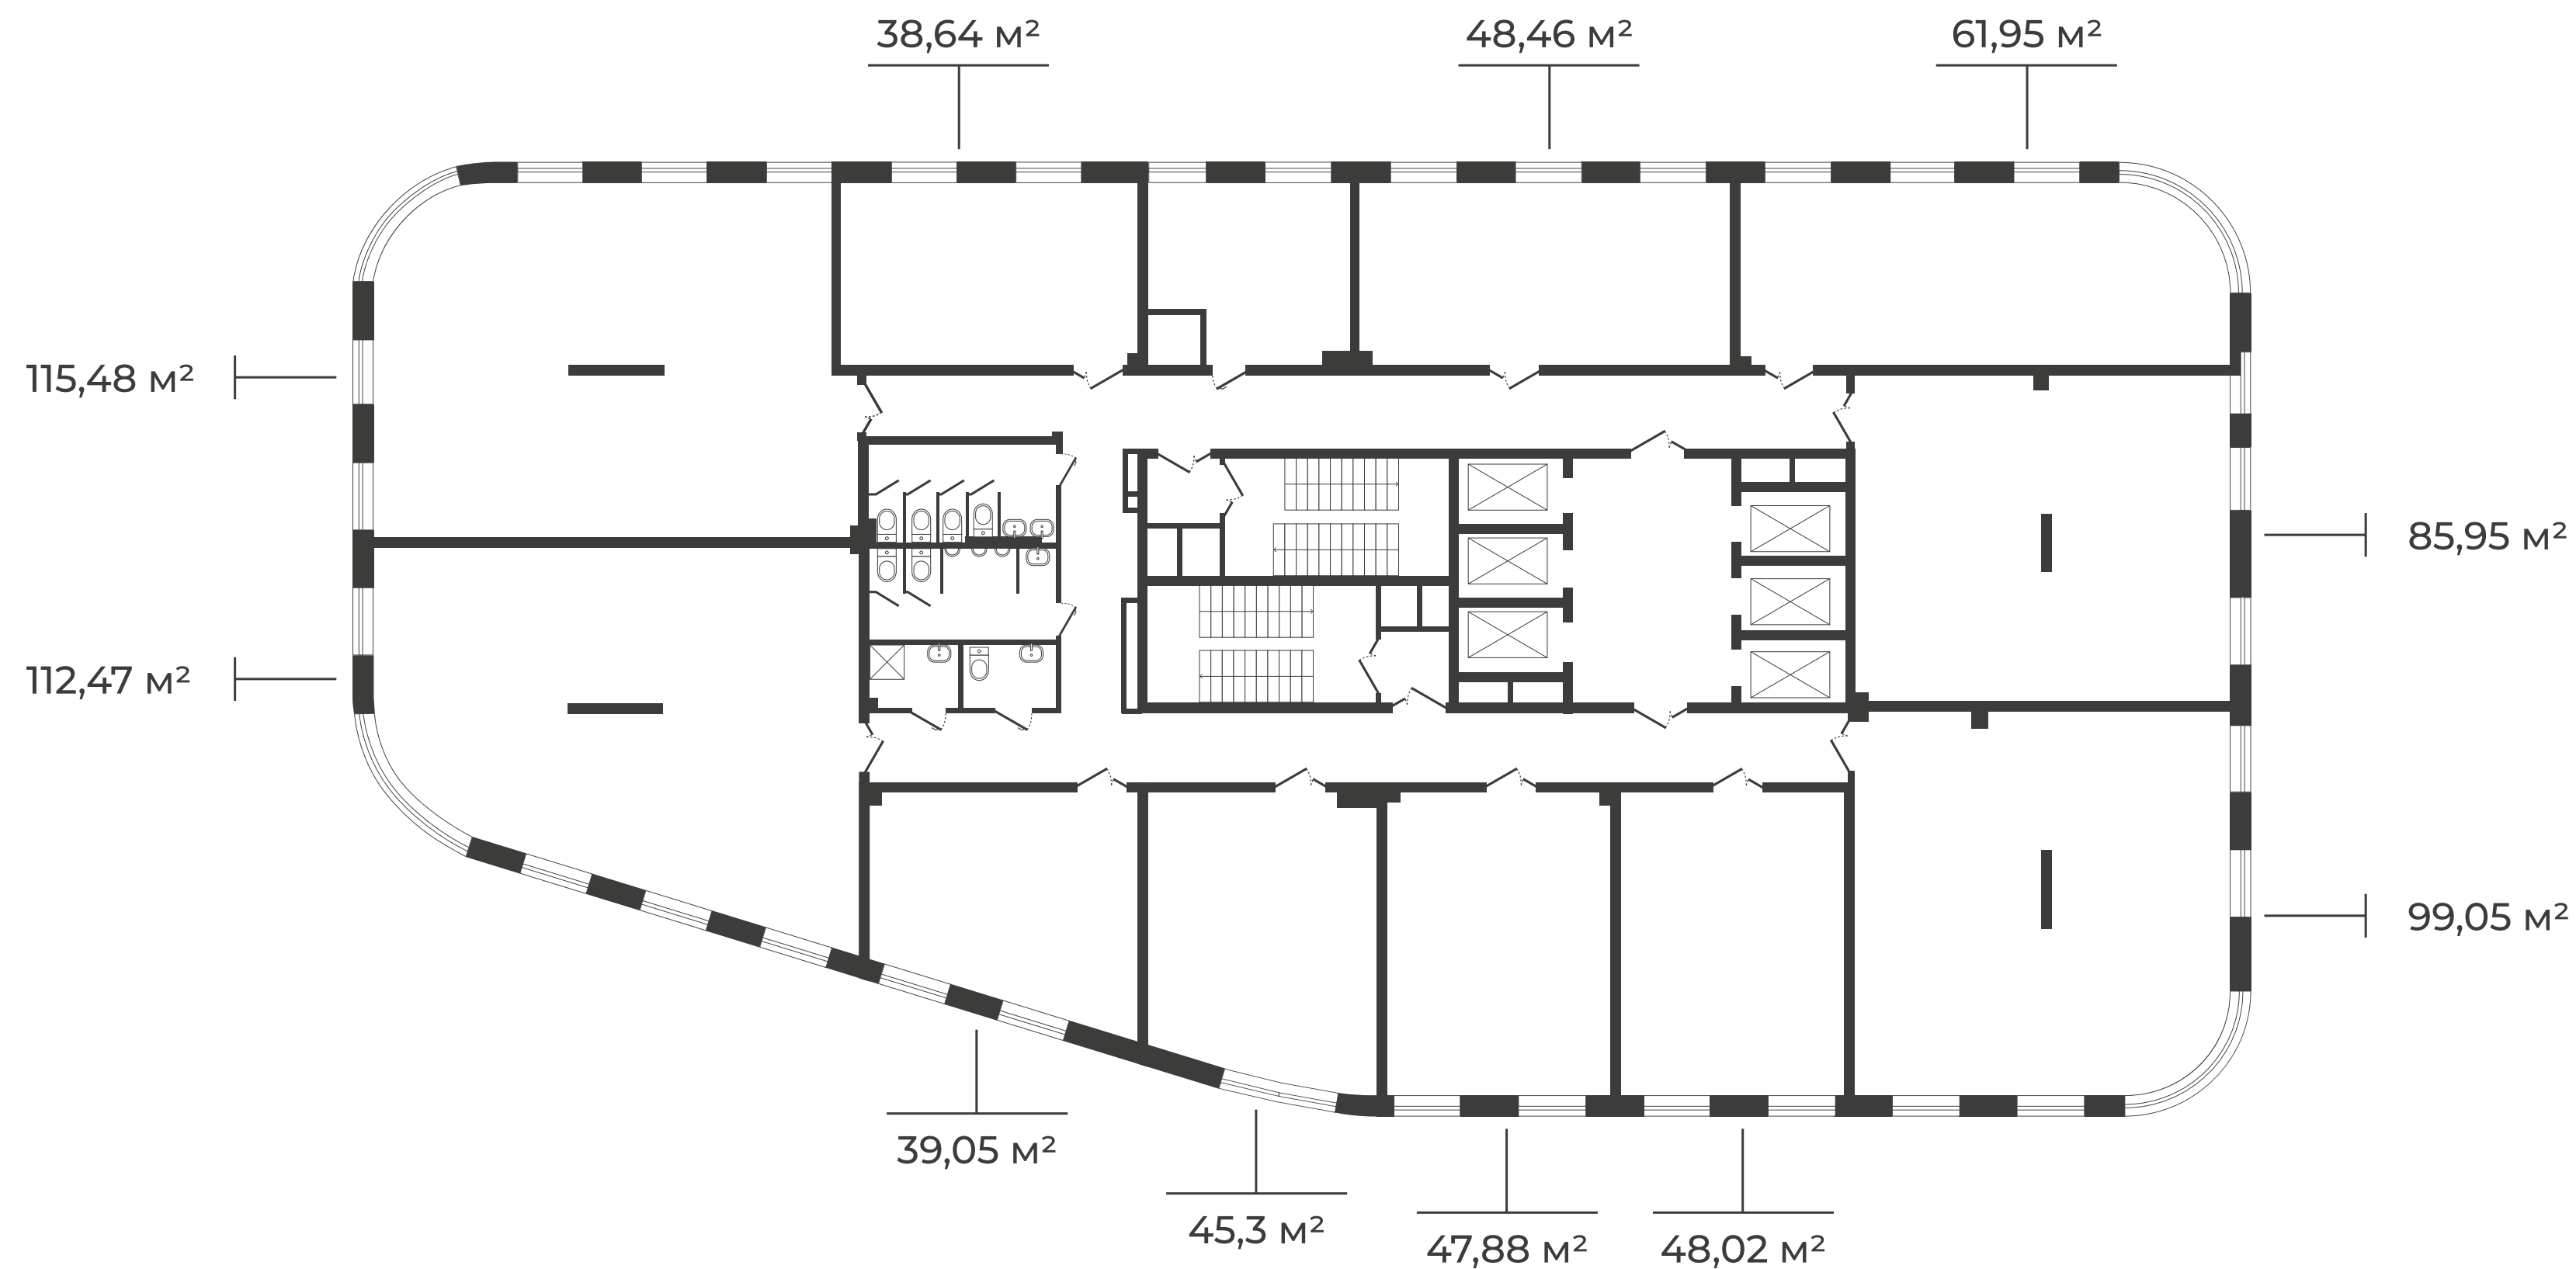 38,64 м²
48,46 м²
61,95 м²
115,48 м²
85,95 м²
112,47 м²
99,05 м²
39,05 м²
45,3 м²
47,88 м²
48,02 м²